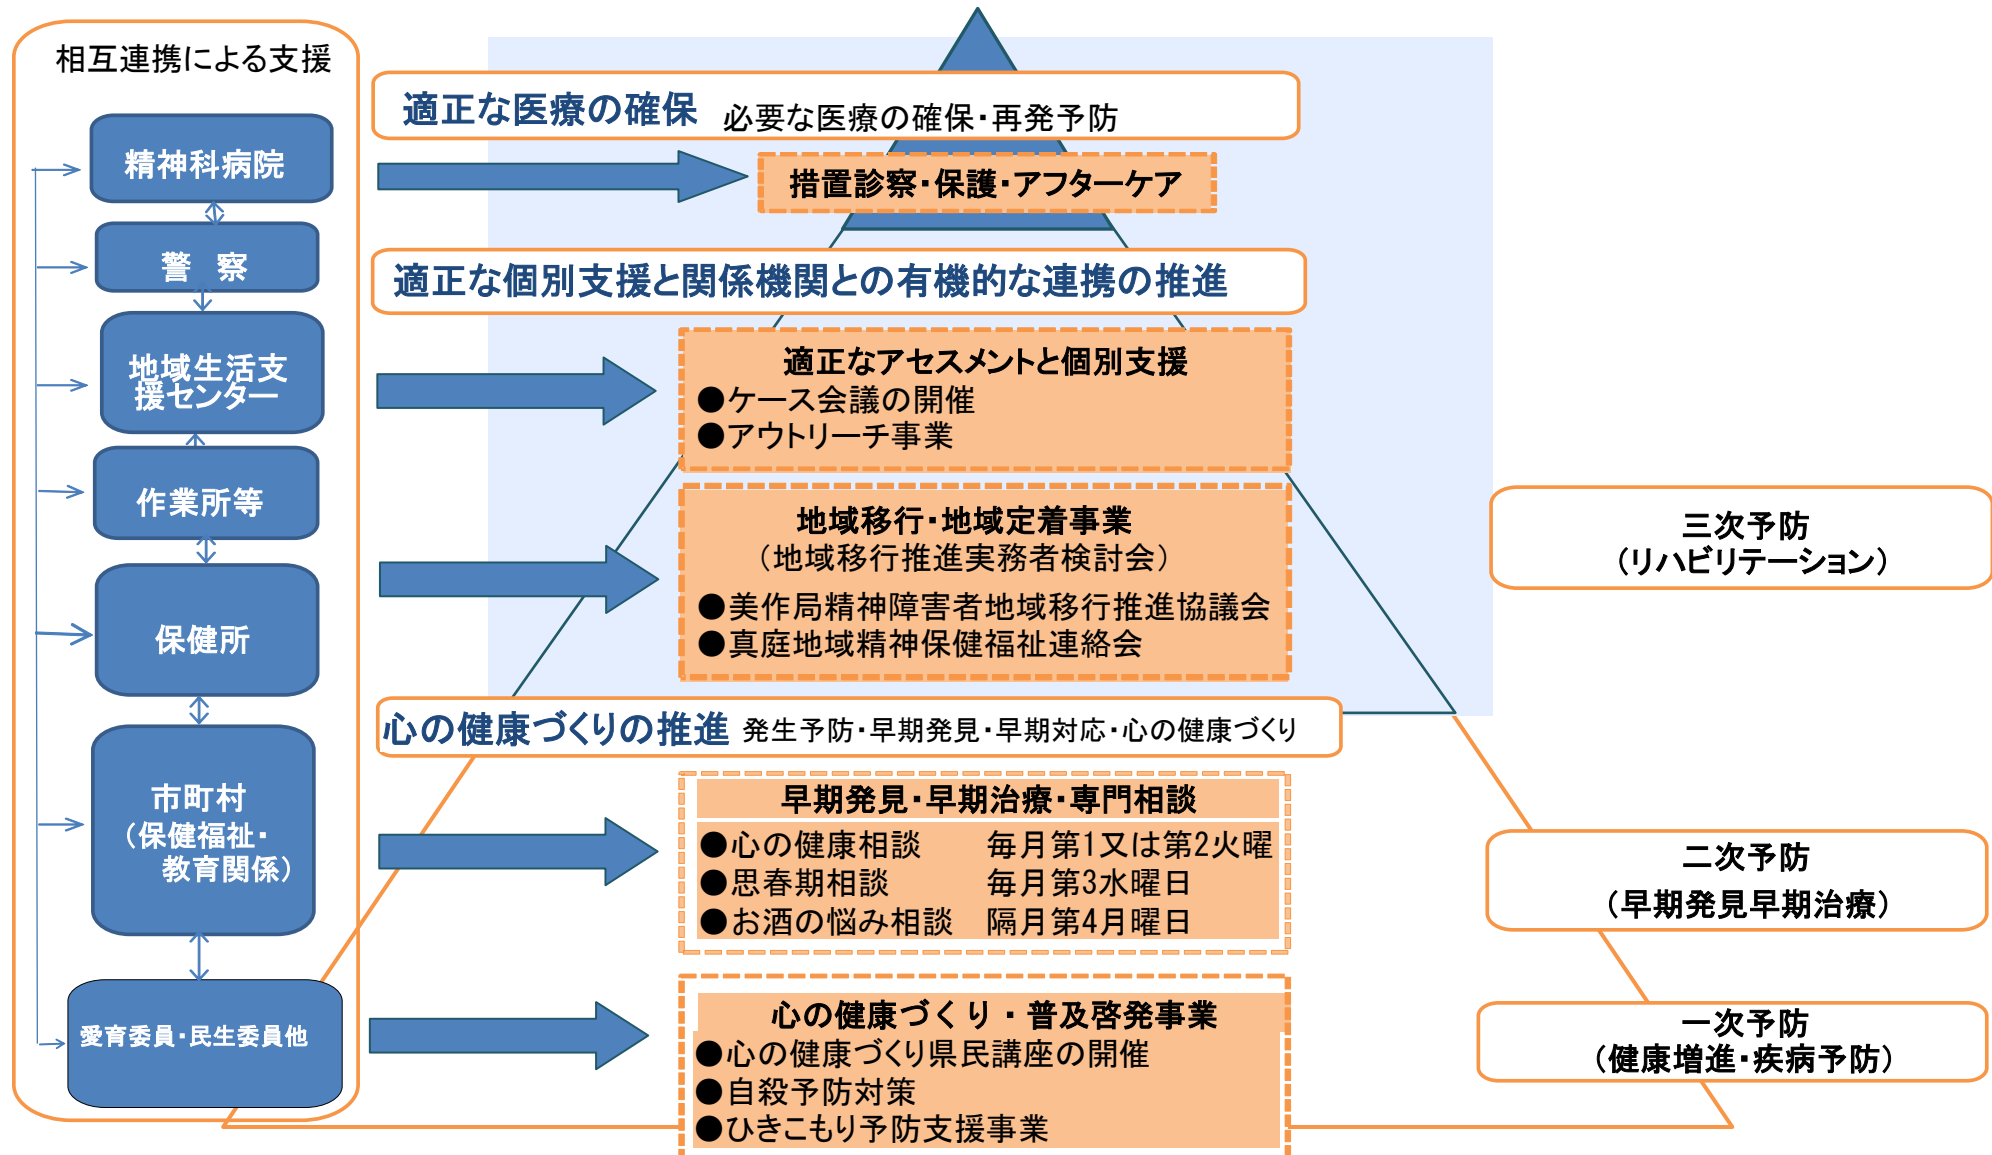 相互連携による支援
精神科病院
警　察
地域生活支
援センター
作業所等
保健所
市町村
（保健福祉・
教育関係）
愛育委員・民生委員他
適正な医療の確保　必要な医療の確保・再発予防
措置診察・保護・アフターケア
適正な個別支援と関係機関との有機的な連携の推進
適正なアセスメントと個別支援
●ケース会議の開催
●アウトリーチ事業
地域移行・地域定着事業
（地域移行推進実務者検討会）
●美作局精神障害者地域移行推進協議会
●真庭地域精神保健福祉連絡会
心の健康づくりの推進　発生予防・早期発見・早期対応・心の健康づくり
早期発見・早期治療・専門相談
●心の健康相談　　毎月第1又は第2火曜
●思春期相談　　　毎月第3水曜日
●お酒の悩み相談　隔月第4月曜日
心の健康づくり・普及啓発事業
●心の健康づくり県民講座の開催
●自殺予防対策
●ひきこもり予防支援事業
三次予防
（リハビリテーション）
二次予防
（早期発見早期治療）
一次予防
（健康増進・疾病予防）